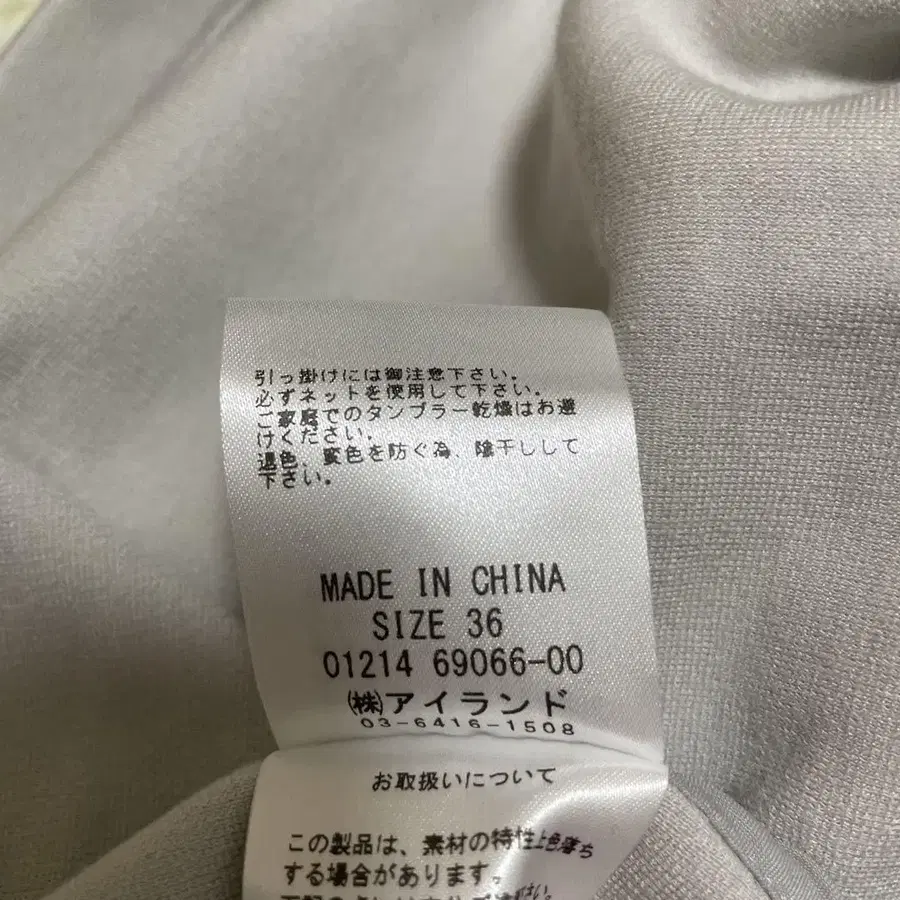 引っ掛けには御注意下さい。
必ずネットを使用して下さい。
ご家庭でのタンブラー乾燥はお避
けください。
退色、変色を防ぐ為、陰干しして
下さい。
MADE IN CHINA
SIZE 36
01214 69066-00
㈱アイランド
03-6416-1508
お取扱いについて
この製品は、素材の特性上色落ち
する場合があります。